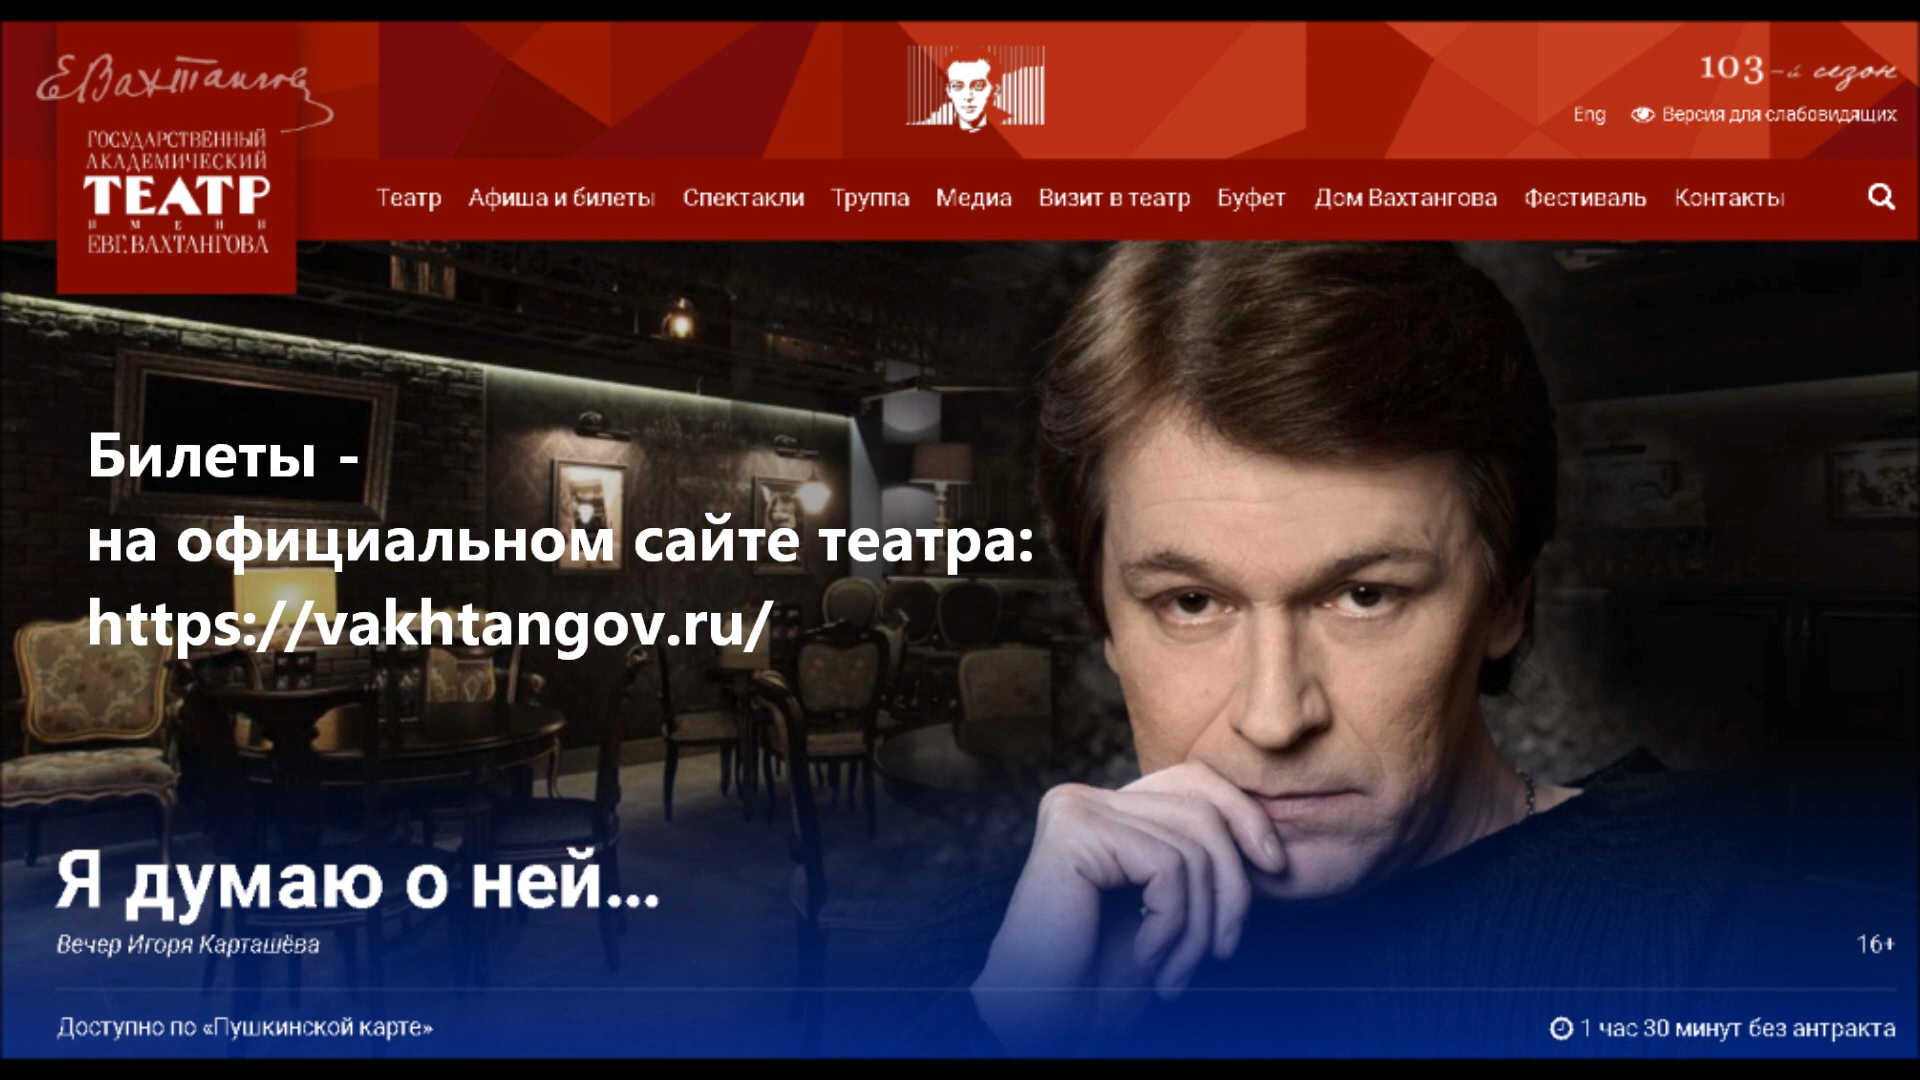 Е Вахтангов
ГОСУДАРСТВЕННЫЙ
АКАДЕМИЧЕСКИЙ
ТЕАТР
ИМЕНИ
ЕВГ. ВАХТАНГОВА
103-й сезон
Eng Версия для слабовидящих
Театр Афиша и билеты Спектакли Труппа Медиа Визит в театр Буфет Дом Вахтангова Фестиваль Контакты
Билеты -
на официальном сайте театра:
https://vakhtangov.ru/
Я думаю о ней...
Вечер Игоря Карташёва
16+
Доступно по «Пушкинской карте»
1 час 30 минут без антракта